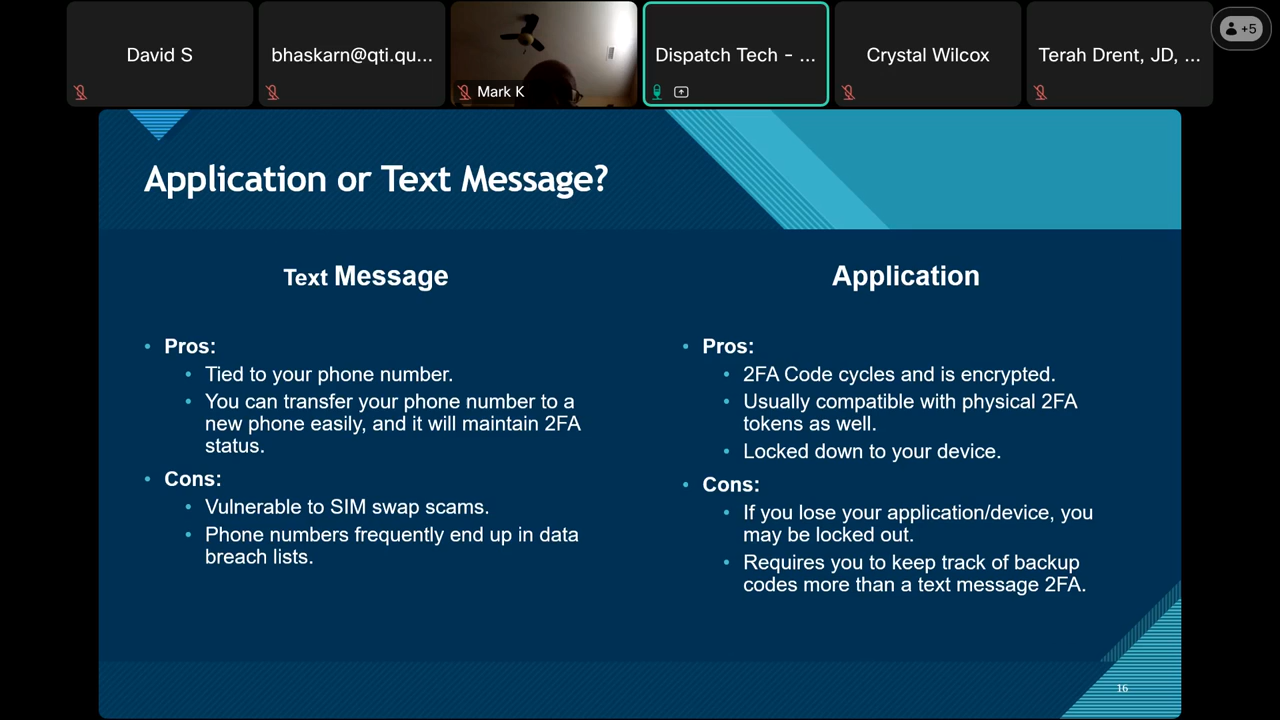 David S
bhaskarn@qti.qu...
Mark K
Dispatch Tech - ...
Crystal Wilcox
Terah Drent, JD, ...
+5
Application or Text Message?
Text Message
• Pros:
• Tied to your phone number.
• You can transfer your phone number to a
new phone easily, and it will maintain 2FA
status.
• Cons:
• Vulnerable to SIM swap scams.
• Phone numbers frequently end up in data
breach lists.
Application
• Pros:
• 2FA Code cycles and is encrypted.
• Usually compatible with physical 2FA
tokens as well.
• Locked down to your device.
• Cons:
• If you lose your application/device, you
may be locked out.
• Requires you to keep track of backup
codes more than a text message 2FA.
16